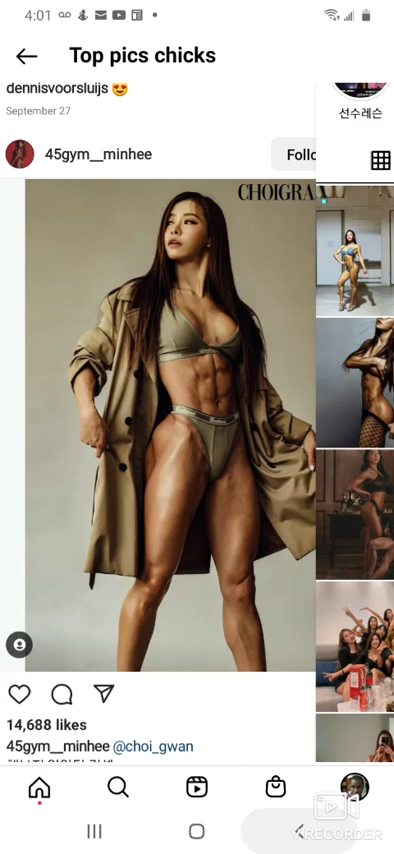 4:01
Top pics chicks
dennisvoorsluijs 😍
September 27
선수레슨
45gym__minhee
Follo
CHOIGRA
14,688 likes
45gym__minhee @choi_gwan
V RECORDER